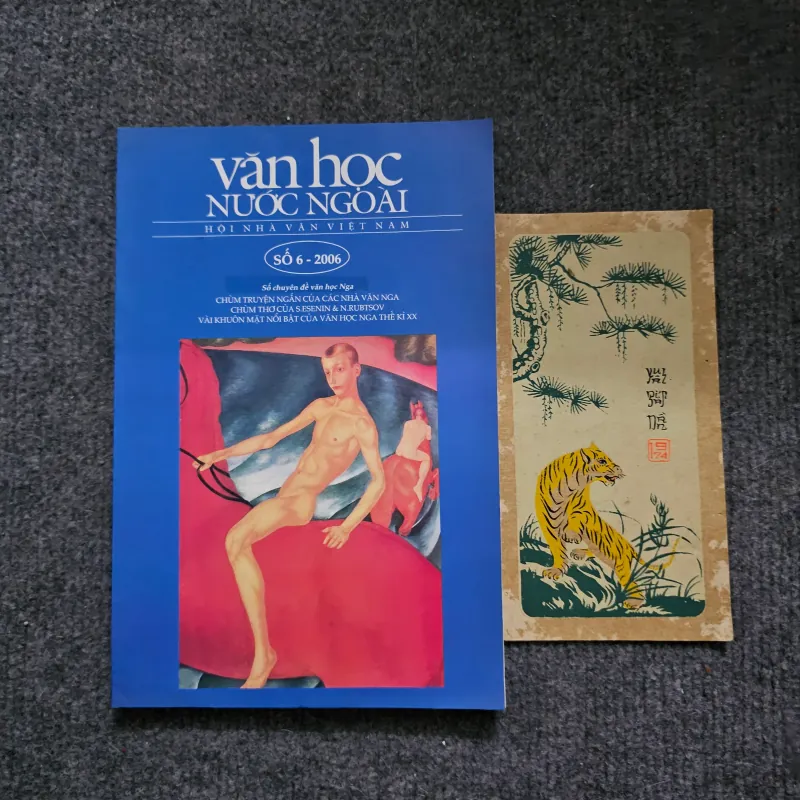 văn học
NƯỚC NGOÀI
HỘI NHÀ VĂN VIỆT NAM
SỐ 6 - 2006
Số chuyên đề văn học Nga
CHÙM TRUYỆN NGẮN CỦA CÁC NHÀ VĂN NGA
CHÙM THƠ CỦA S.ESENIN & N.RUBTSOV
VÀI KHUÔN MẶT NỔI BẬT CỦA VĂN HỌC NGA THẾ KỈ XX